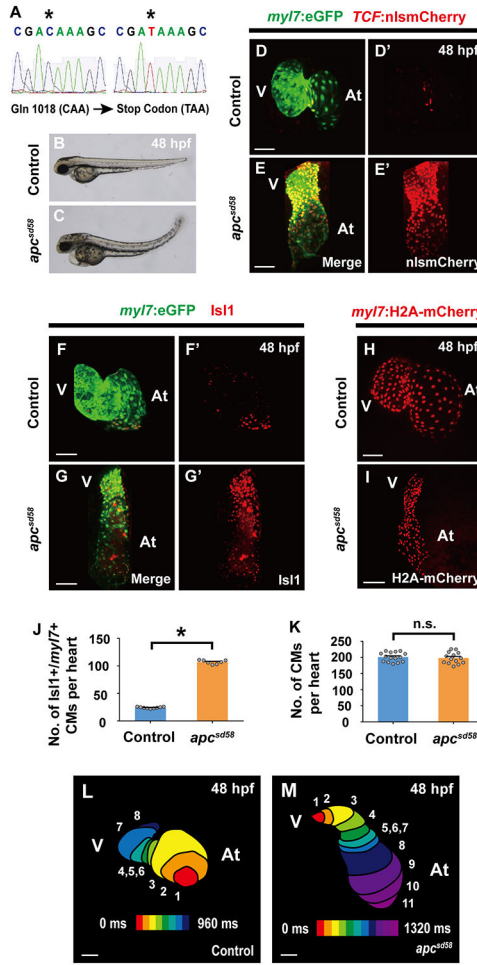 A
* *
CGACAAAGC CGATAAAGC
Gln 1018 (CAA) → Stop Codon (TAA)
B 48 hpf
Control
C
apcsd58
myl7:eGFP TCF:nlsmCherry
D D' 48 hpf
V At
Control
E E'
V
At
apcsd58
Merge nlsmCherry
myl7:eGFP Isl1
F F' 48 hpf
At
V
Control
G G'
V
At
apcsd58
Merge Isl1
myl7:H2A-mCherry
H 48 hpf
V At
Control
I
V
At
apcsd58
H2A-mCherry
J
No. of Isl1+/myl7+
CMs per heart
150
100
50
0
*
Control apcsd58
K
No. of CMs
per heart
250
200
150
100
50
0
n.s.
Control apcsd58
L 48 hpf
8
7
V At
4,5,6
3 2 1
0 ms 960 ms
Control
M 48 hpf
1 2 3
V 4
5,6,7
8
9 At
10
11
0 ms 1320 ms
apcsd58